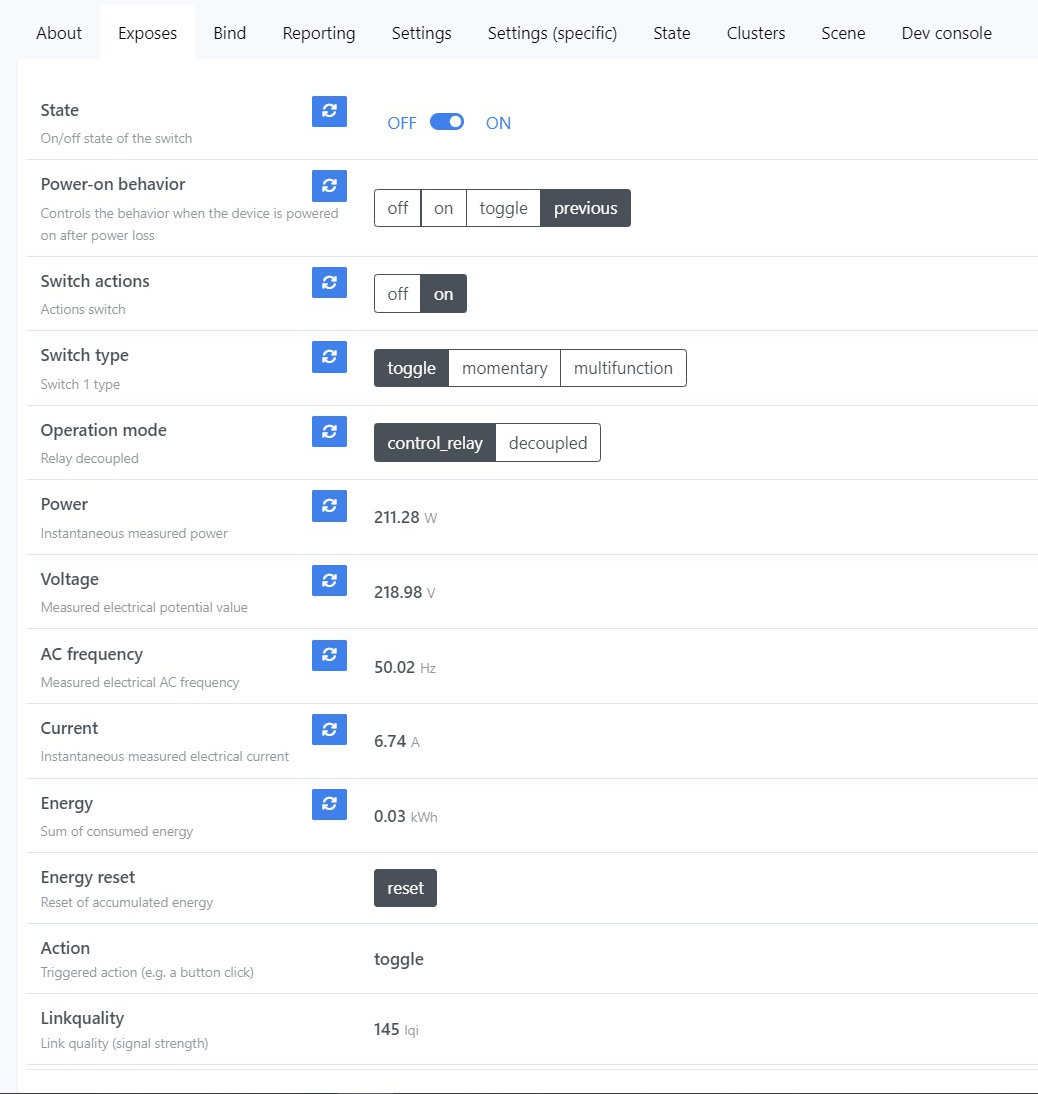 About Exposes Bind Reporting Settings Settings (specific) State Clusters Scene Dev console
State
OFF ON
On/off state of the switch
Power-on behavior
Controls the behavior when the device is powered
on after power loss
off on toggle previous
Switch actions
Actions switch
off on
Switch type
Switch 1 type
toggle momentary multifunction
Operation mode
Relay decoupled
control_relay decoupled
Power
Instantaneous measured power
211.28 W
Voltage
Measured electrical potential value
218.98 V
AC frequency
Measured electrical AC frequency
50.02 Hz
Current
Instantaneous measured electrical current
6.74 A
Energy
Sum of consumed energy
0.03 kWh
Energy reset
Reset of accumulated energy
reset
Action
Triggered action (e.g. a button click)
toggle
Linkquality
Link quality (signal strength)
145 lqi